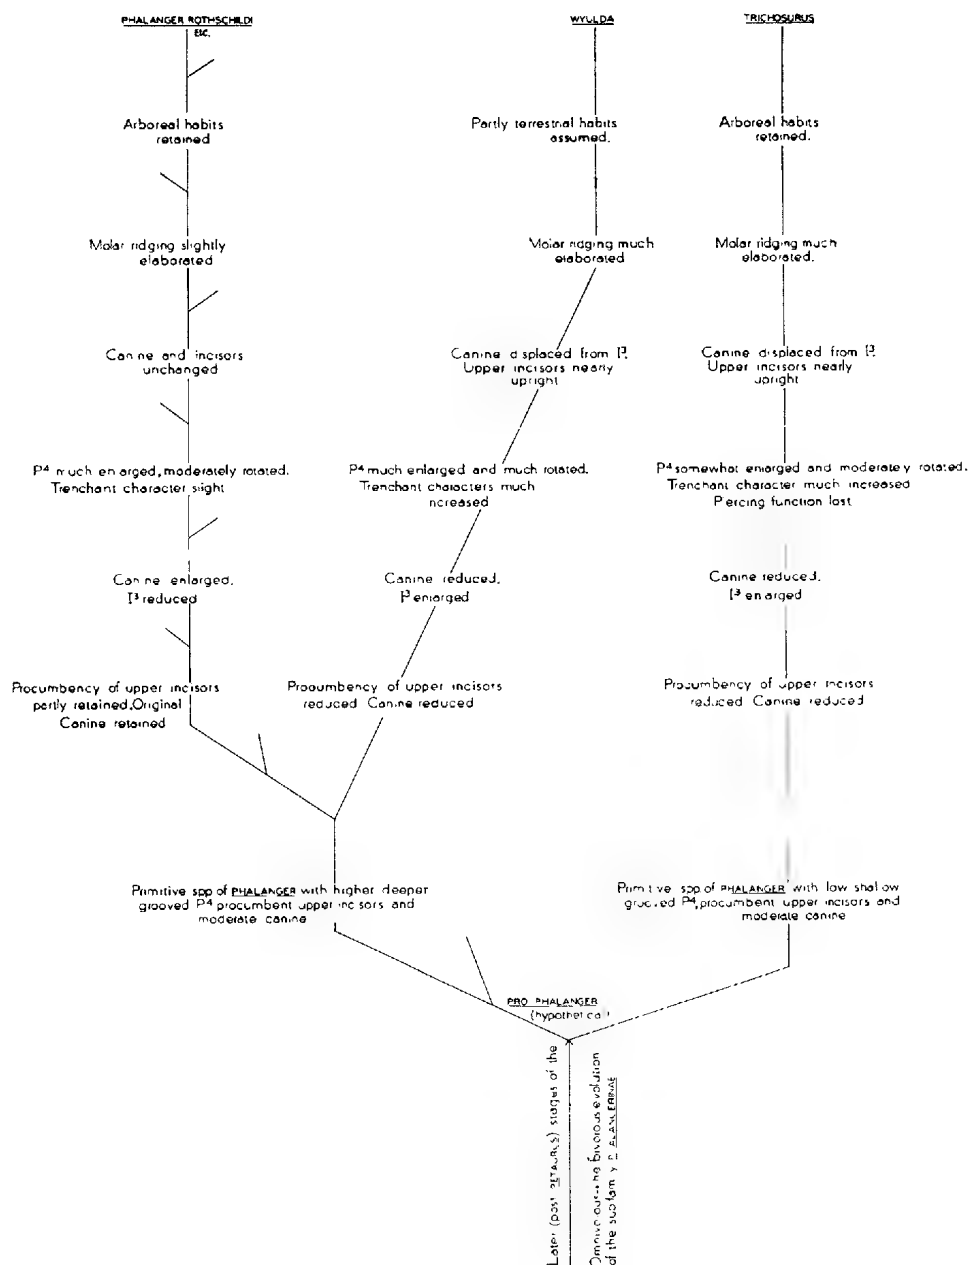 PHALANGER ROTHSCHILDI
ETC.
WYULDA
TRICHOSURUS
Arboreal habits
retained
Partly terrestrial habits
assumed.
Arboreal habits
retained.
Molar ridging slightly
elaborated
Molar ridging much
elaborated
Molar ridging much
elaborated.
Canine and incisors
unchanged
Canine displaced from I³.
Upper incisors nearly
upright
Canine displaced from I³.
Upper incisors nearly
upright
P⁴ much enlarged, moderately rotated.
Trenchant character slight
P⁴ much enlarged and much rotated.
Trenchant characters much
increased
P⁴ somewhat enlarged and moderately rotated.
Trenchant character much increased
Piercing function lost
Canine enlarged.
I³ reduced
Canine reduced.
I³ enlarged
Canine reduced.
I³ enlarged
Procumbency of upper incisors
partly retained. Original
Canine retained
Procumbency of upper incisors
reduced Canine reduced
Procumbency of upper incisors
reduced Canine reduced
Primitive spp of PHALANGER with higher deeper
grooved P⁴ procumbent upper incisors and
moderate canine
Primitive spp of PHALANGER with low shallow
grooved P⁴, procumbent upper incisors and
moderate canine
PRO PHALANGER
(hypothetical)
Later (post PETAURUS) stages of the
Omnivorous-herbivorous evolution
of the subfamily PHALANGERINAE